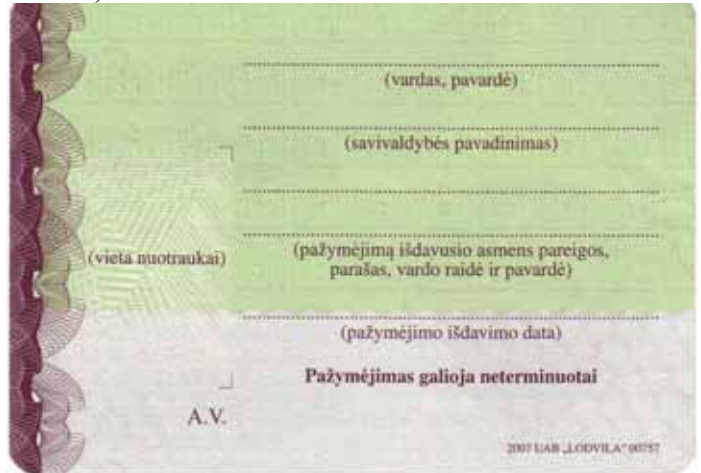 (vardas, pavardė)
(savivaldybės pavadinimas)
(vieta nuotraukai)
(pažymėjimą išdavusio asmens pareigos,
parašas, vardo raidė ir pavardė)
(pažymėjimo išdavimo data)
Pažymėjimas galioja neterminuotai
A.V.
2007 UAB „LODVILA“ 00757